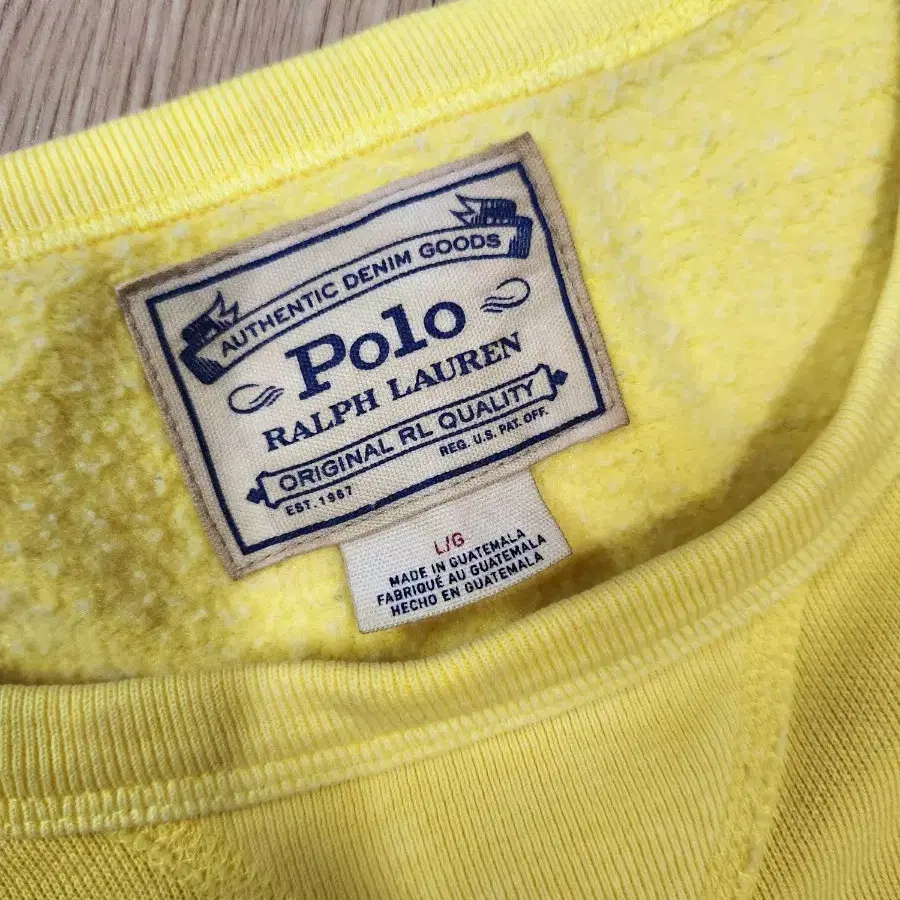 AUTHENTIC DENIM GOODS
Polo
RALPH LAUREN
ORIGINAL RL QUALITY
EST. 1967
REG. U.S. PAT. OFF.
L/G
MADE IN GUATEMALA
FABRIQUÉ AU GUATEMALA
HECHO EN GUATEMALA